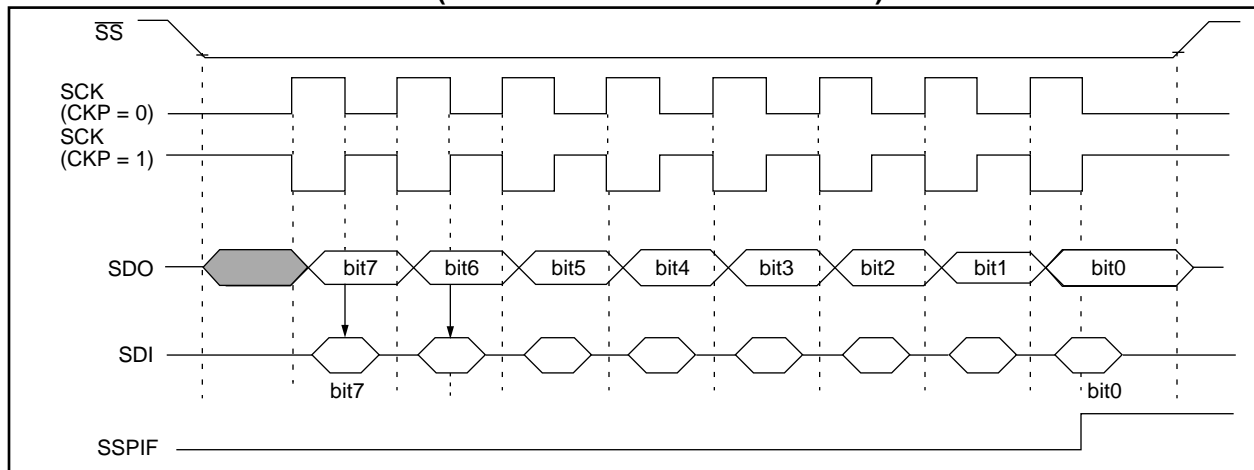 SS
SCK
(CKP = 0)
SCK
(CKP = 1)
SDO
bit7 bit6 bit5 bit4 bit3 bit2 bit1 bit0
SDI
bit7 bit0
SSPIF